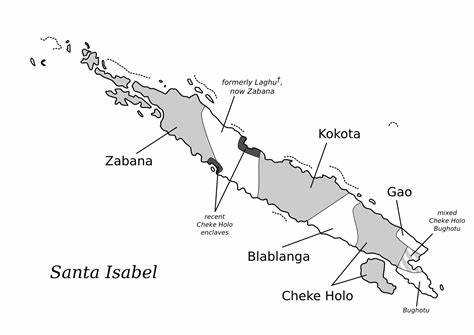 formerly Laghu†,
now Zabana
Kokota
Zabana
Gao
recent
Cheke Holo
enclaves
mixed
Cheke Holo
Bughotu
Blablanga
Santa Isabel
Cheke Holo
Bughotu